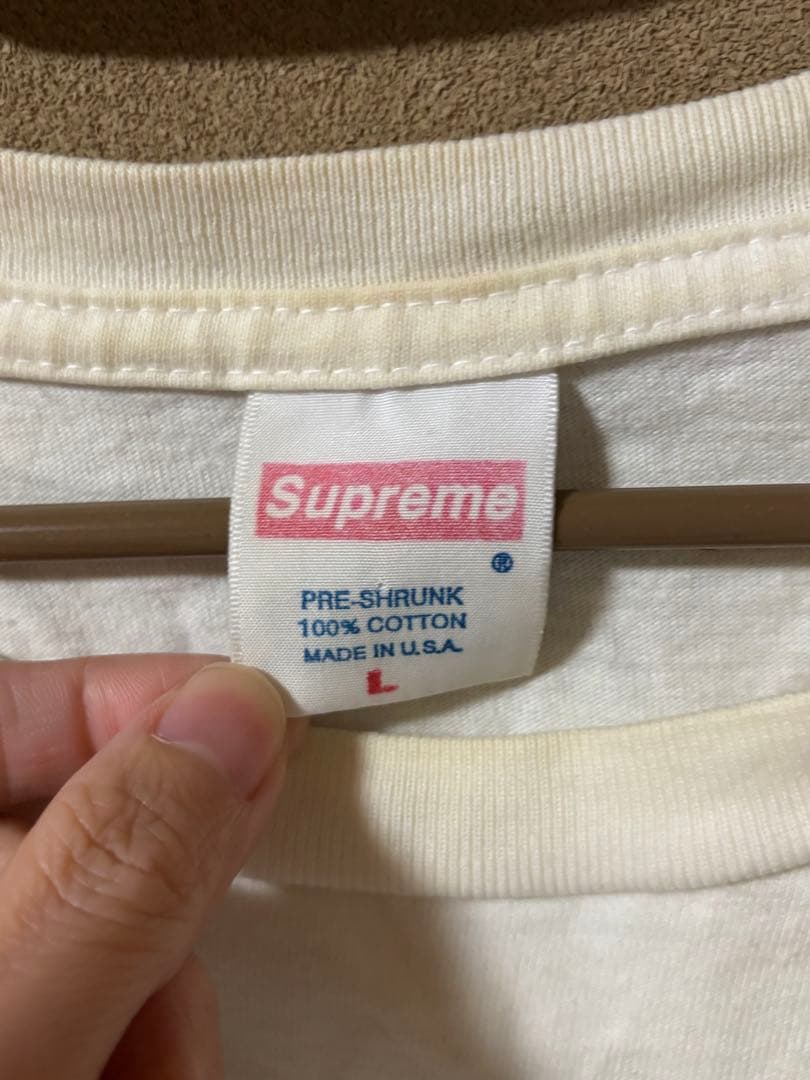 Supreme
®
PRE-SHRUNK
100% COTTON
MADE IN U.S.A.
L